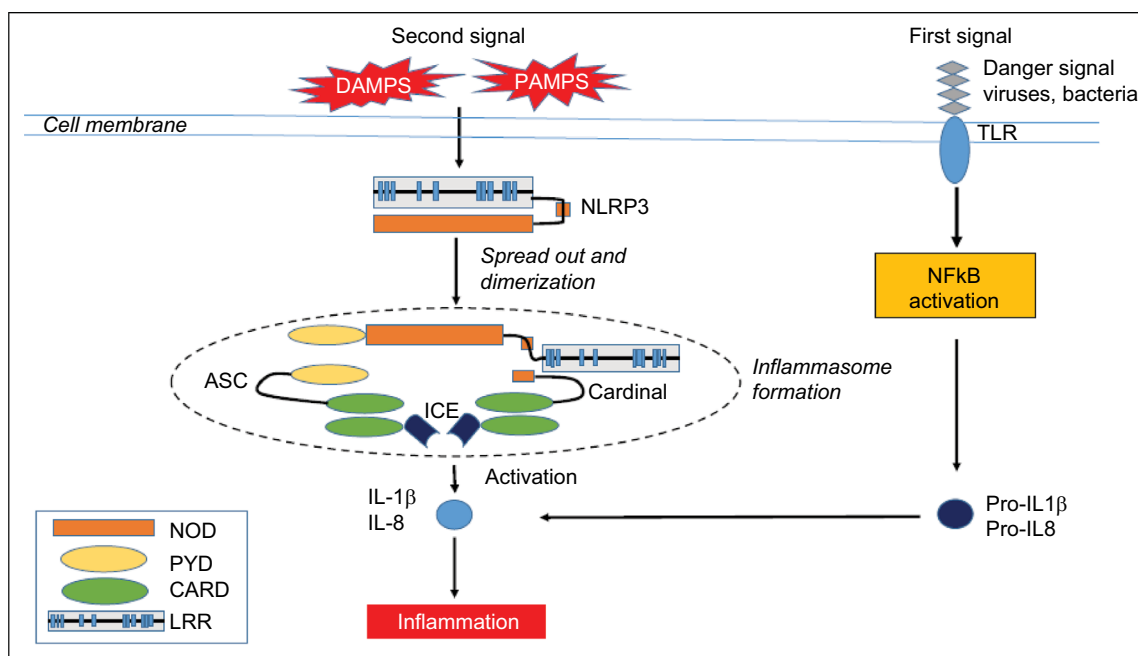 Second signal
First signal
DAMPS
PAMPS
Danger signal
viruses, bacteria
Cell membrane
TLR
NLRP3
Spread out and
dimerization
NFkB
activation
ASC
ICE
Cardinal
Inflammasome
formation
Activation
IL-1β
IL-8
Pro-IL1β
Pro-IL8
NOD
PYD
CARD
LRR
Inflammation